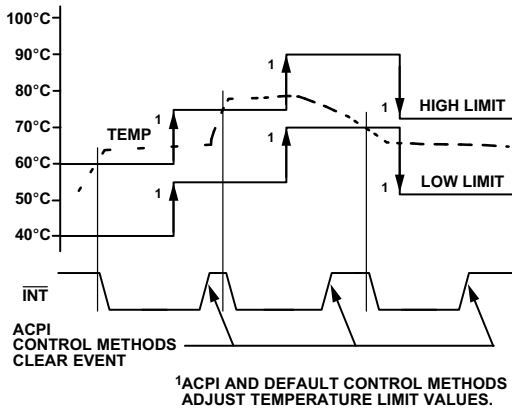 100°C
90°C
80°C
70°C
60°C
50°C
40°C
TEMP
1
1
1
1
1
1
HIGH LIMIT
LOW LIMIT
INT
ACPI
CONTROL METHODS
CLEAR EVENT
1ACPI AND DEFAULT CONTROL METHODS
ADJUST TEMPERATURE LIMIT VALUES.